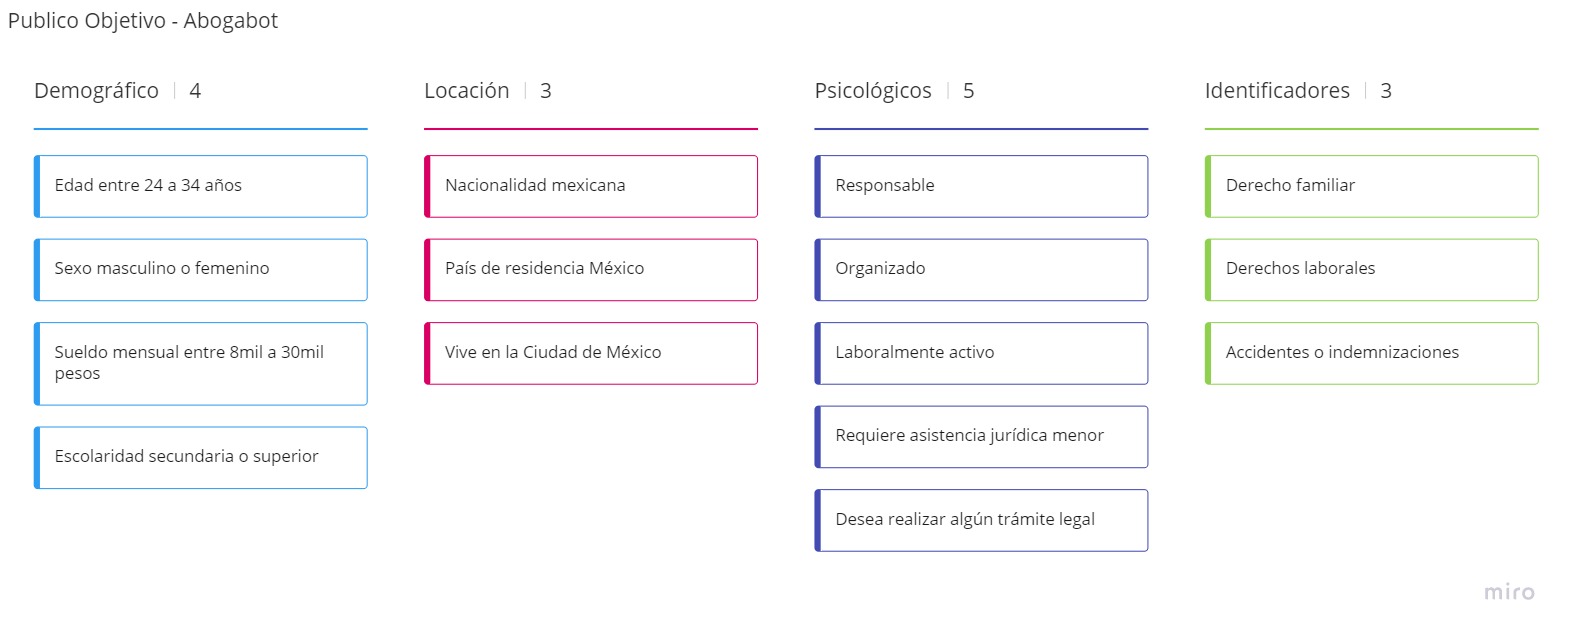 Publico Objetivo - Abogabot
Demográfico | 4
Edad entre 24 a 34 años
Sexo masculino o femenino
Sueldo mensual entre 8mil a 30mil
pesos
Escolaridad secundaria o superior
Locación | 3
Nacionalidad mexicana
País de residencia México
Vive en la Ciudad de México
Psicológicos | 5
Responsable
Organizado
Laboralmente activo
Requiere asistencia jurídica menor
Desea realizar algún trámite legal
Identificadores | 3
Derecho familiar
Derechos laborales
Accidentes o indemnizaciones
miro